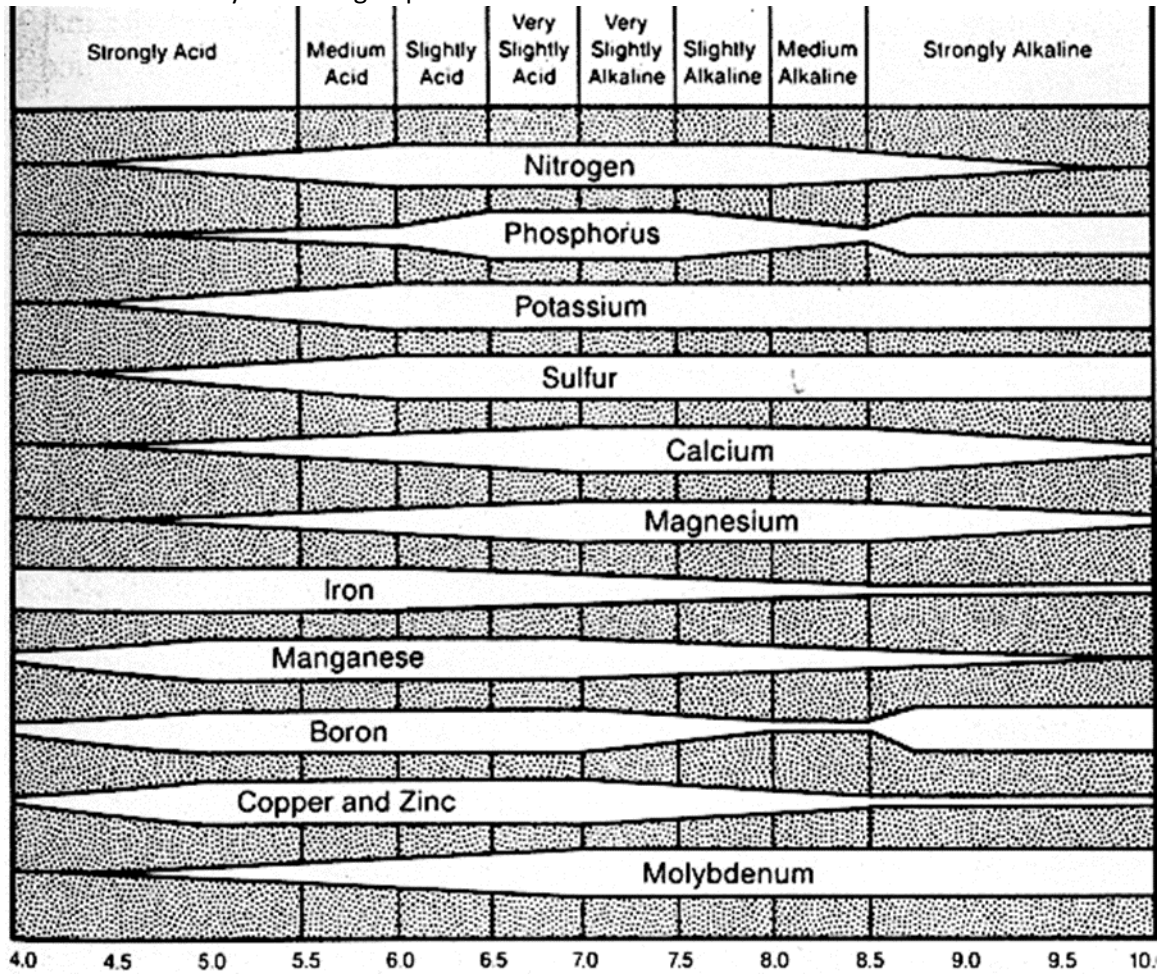 Strongly Acid
Medium
Acid
Slightly
Acid
Very
Slightly
Acid
Very
Slightly
Alkaline
Slightly
Alkaline
Medium
Alkaline
Strongly Alkaline
Nitrogen
Phosphorus
Potassium
Sulfur
Calcium
Magnesium
Iron
Manganese
Boron
Copper and Zinc
Molybdenum
4.0 4.5 5.0 5.5 6.0 6.5 7.0 7.5 8.0 8.5 9.0 9.5